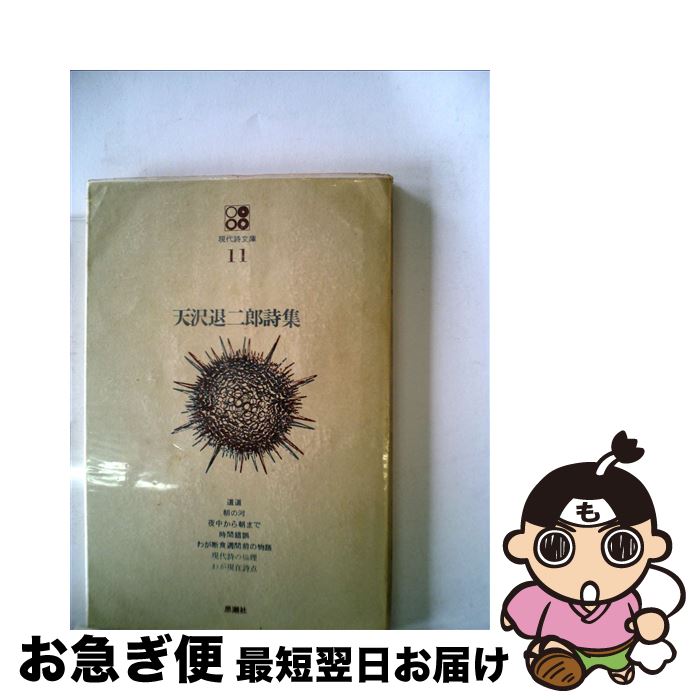 現代詩文庫
11
天沢退二郎詩集
道道
朝の河
夜中から朝まで
時間錯誤
わが断食週間前の物語
現代詩の倫理
わが現在詩点
思潮社
も
お急ぎ便 最短翌日お届け